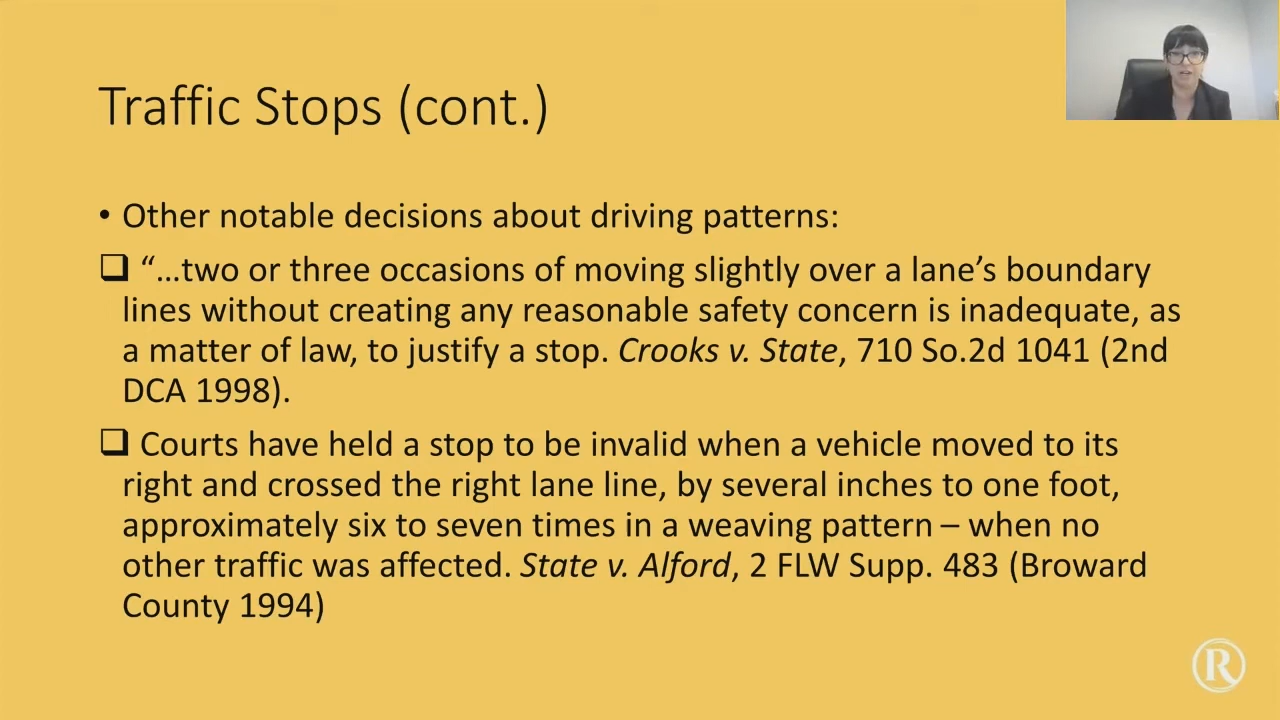 Traffic Stops (cont.)
• Other notable decisions about driving patterns:
❑ “…two or three occasions of moving slightly over a lane’s boundary
lines without creating any reasonable safety concern is inadequate, as
a matter of law, to justify a stop. Crooks v. State, 710 So.2d 1041 (2nd
DCA 1998).
❑ Courts have held a stop to be invalid when a vehicle moved to its
right and crossed the right lane line, by several inches to one foot,
approximately six to seven times in a weaving pattern – when no
other traffic was affected. State v. Alford, 2 FLW Supp. 483 (Broward
County 1994)
R